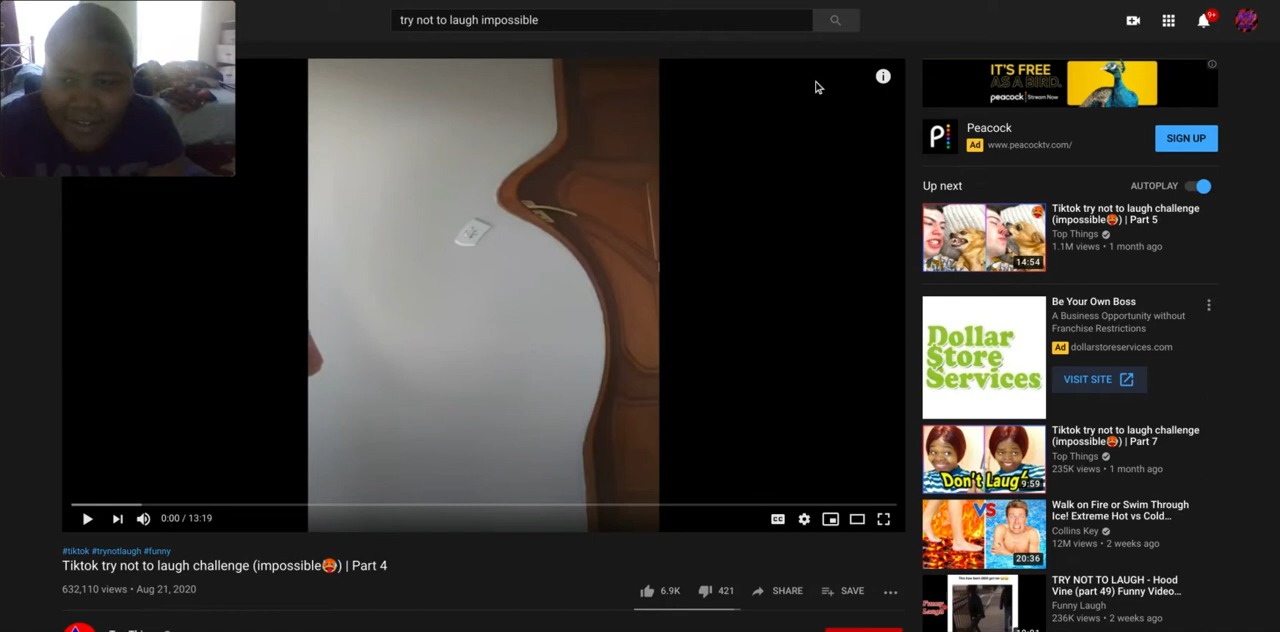 try not to laugh impossible
9+
IT'S FREE
AS A BIRD.
peacock | Stream Now
Peacock
Ad www.peacocktv.com/
SIGN UP
Up next
AUTOPLAY
Tiktok try not to laugh challenge
(impossible🥵) | Part 5
Top Things
1.1M views • 1 month ago
14:54
Be Your Own Boss
A Business Opportunity without
Franchise Restrictions
Ad dollarstoreservices.com
VISIT SITE
Dollar
Store
Services
Tiktok try not to laugh challenge
(impossible🥵) | Part 7
Top Things
235K views • 1 month ago
Don't Laugh
9:59
Walk on Fire or Swim Through
Ice! Extreme Hot vs Cold...
Collins Key
12M views • 2 weeks ago
VS
20:36
TRY NOT TO LAUGH - Hood
Vine (part 49) Funny Video...
Funny Laugh
236K views • 2 weeks ago
0:00 / 13:19
CC
#tiktok #trynotlaugh #funny
Tiktok try not to laugh challenge (impossible🥵) | Part 4
632,110 views • Aug 21, 2020
6.9K
421
SHARE
SAVE